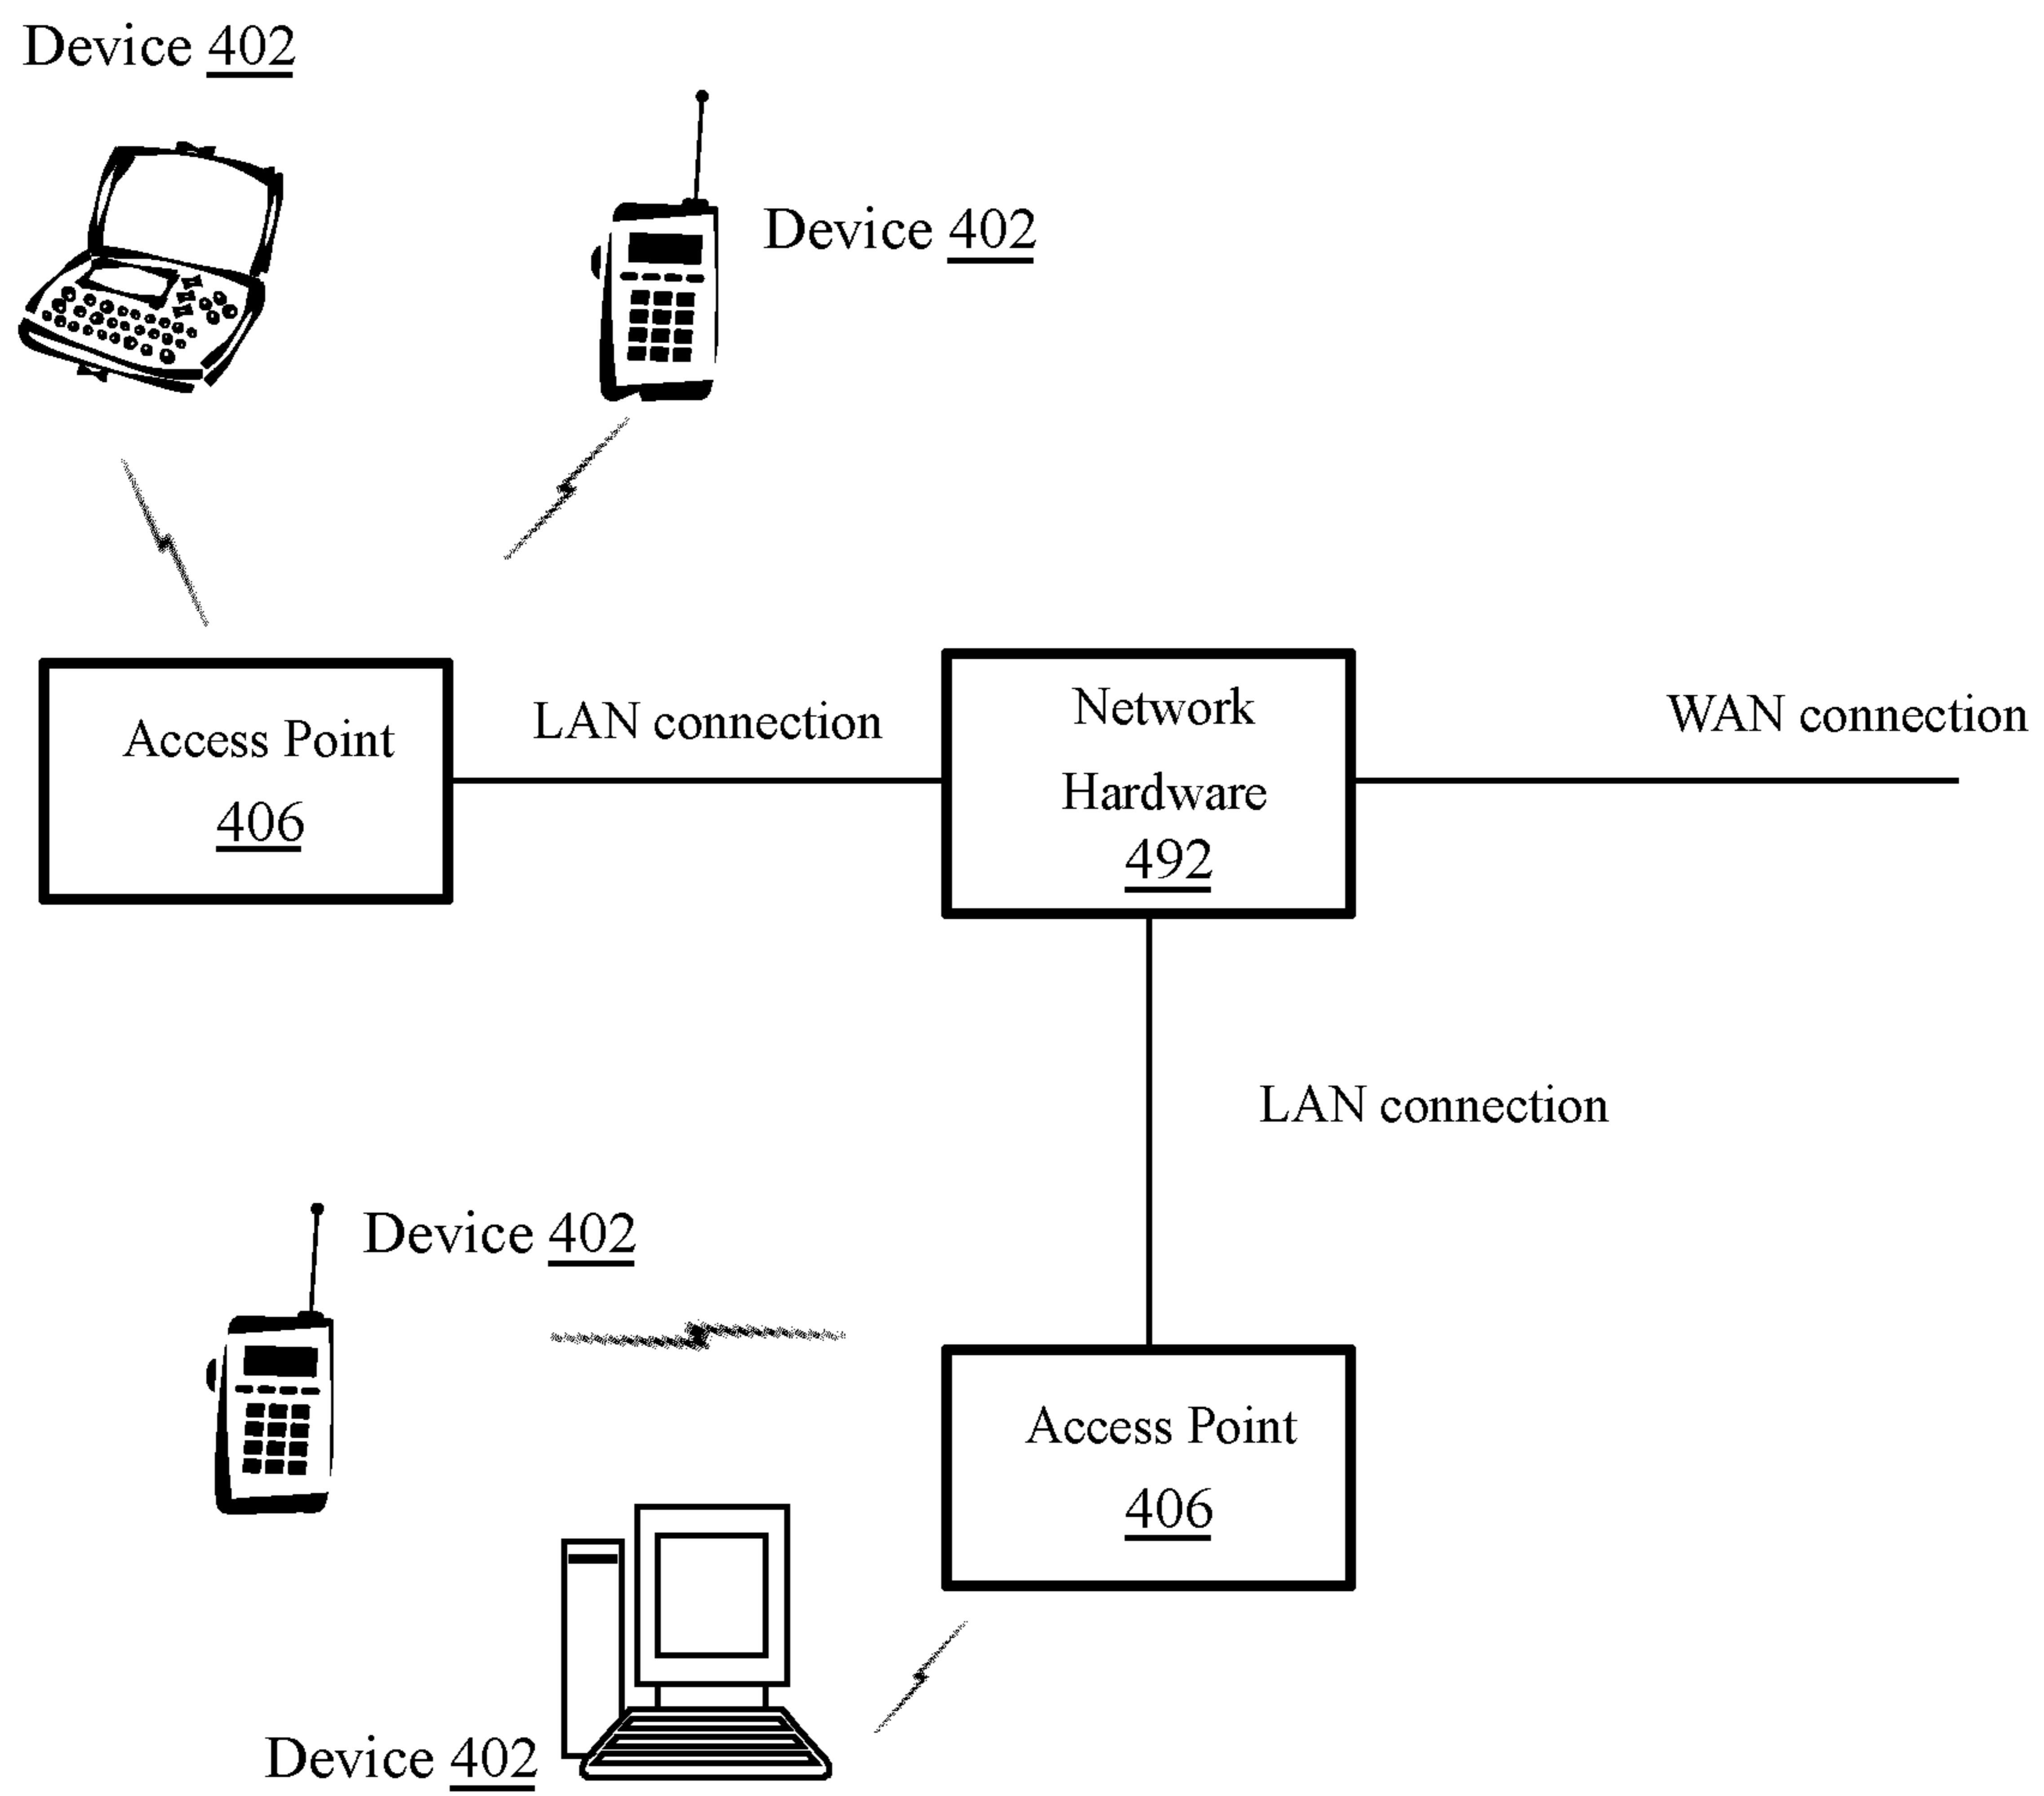 Device 402
Device 402
Access Point
406
LAN connection
Network
Hardware
492
WAN connection
LAN connection
Device 402
Access Point
406
Device 402